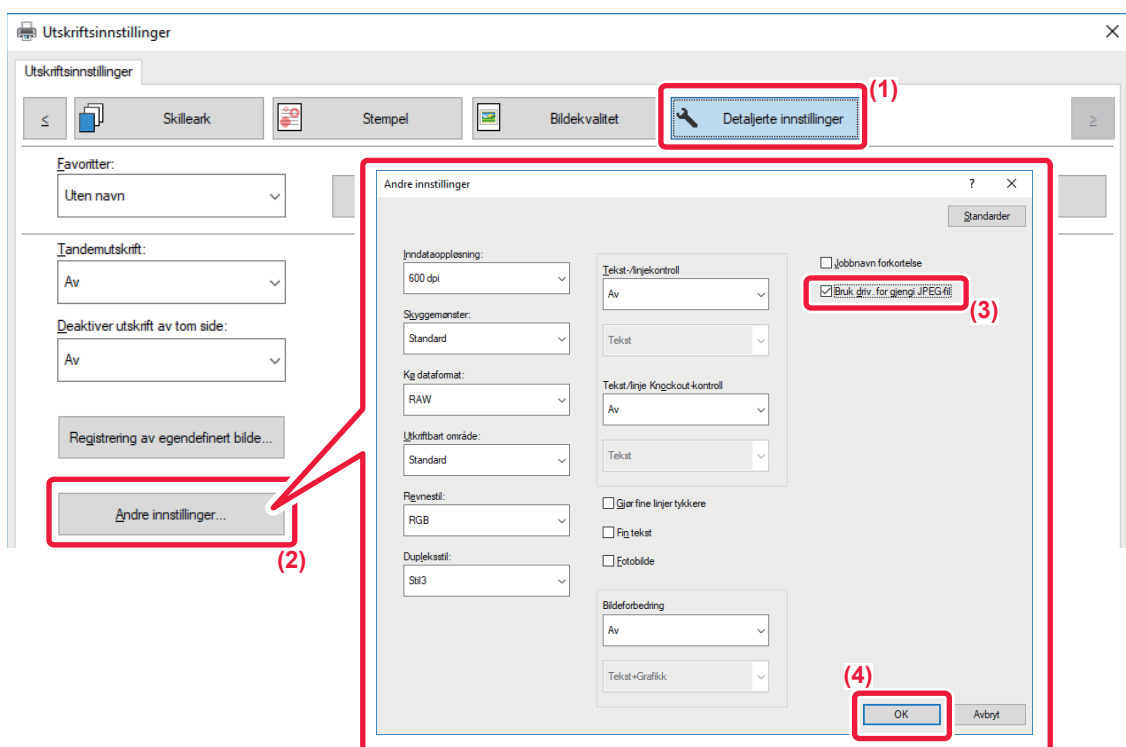 Utskriftsinnstillinger
Utskriftsinnstillinger
(1)
<
Skilleark
Stempel
Bildekvalitet
Detaljerte innstillinger
>
Favoritter:
Uten navn
Tandemutskrift:
Av
Deaktiver utskrift av tom side:
Av
Registrering av egendefinert bilde...
Andre innstillinger...
(2)
Andre innstillinger
?
Standarder
Inndataoppløsning:
600 dpi
Skyggemønster:
Standard
Kø dataformat:
RAW
Utkriftbart område:
Standard
Revnestil:
RGB
Dupleksstil:
Stil3
Tekst-/linjekontroll
Av
Tekst
Tekst/linje Knockout-kontroll
Av
Tekst
Gjør fine linjer tykkere
Fin tekst
Fotobilde
Bildeforbedring
Av
Tekst+Grafikk
Jobbnavn forkortelse
Bruk driv. for gjengi JPEG-fil
(3)
(4)
OK
Avbryt